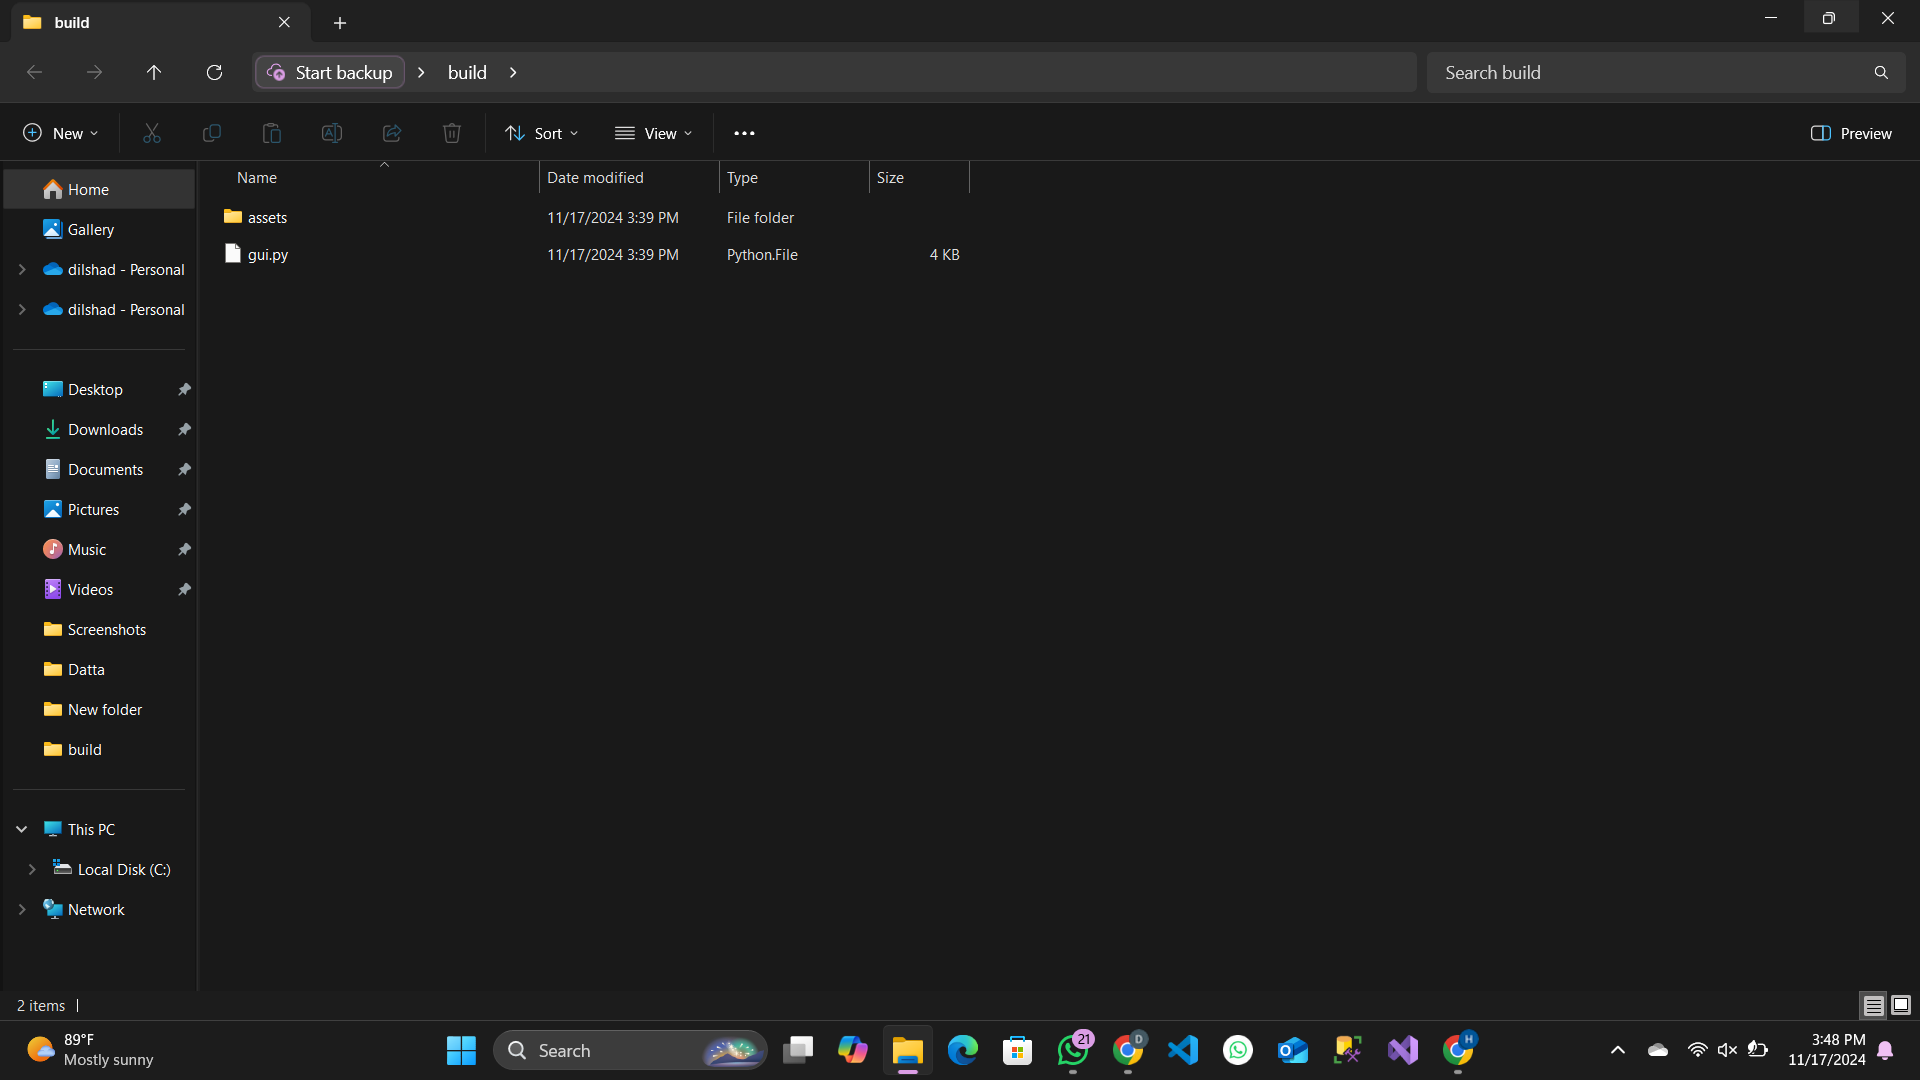 build
Start backup
build
Search build
New
Sort
View
Preview
Name
Date modified
Type
Size
assets
11/17/2024 3:39 PM
File folder
gui.py
11/17/2024 3:39 PM
Python.File
4 KB
Home
Gallery
dilshad - Personal
dilshad - Personal
Desktop
Downloads
Documents
Pictures
Music
Videos
Screenshots
Datta
New folder
build
This PC
Local Disk (C:)
Network
2 items
89°F
Mostly sunny
Search
21
D
H
3:48 PM
11/17/2024